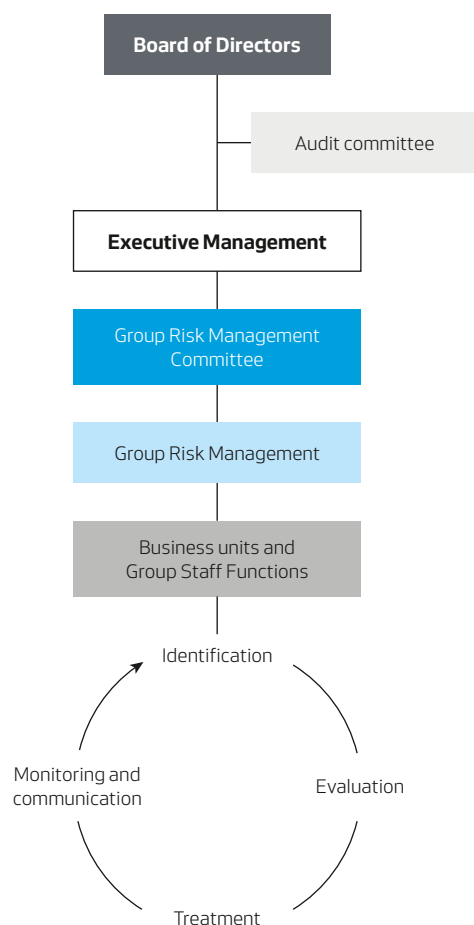 Board of Directors
Audit committee
Executive Management
Group Risk Management
Committee
Group Risk Management
Business units and
Group Staff Functions
Identification
Monitoring and
communication
Evaluation
Treatment